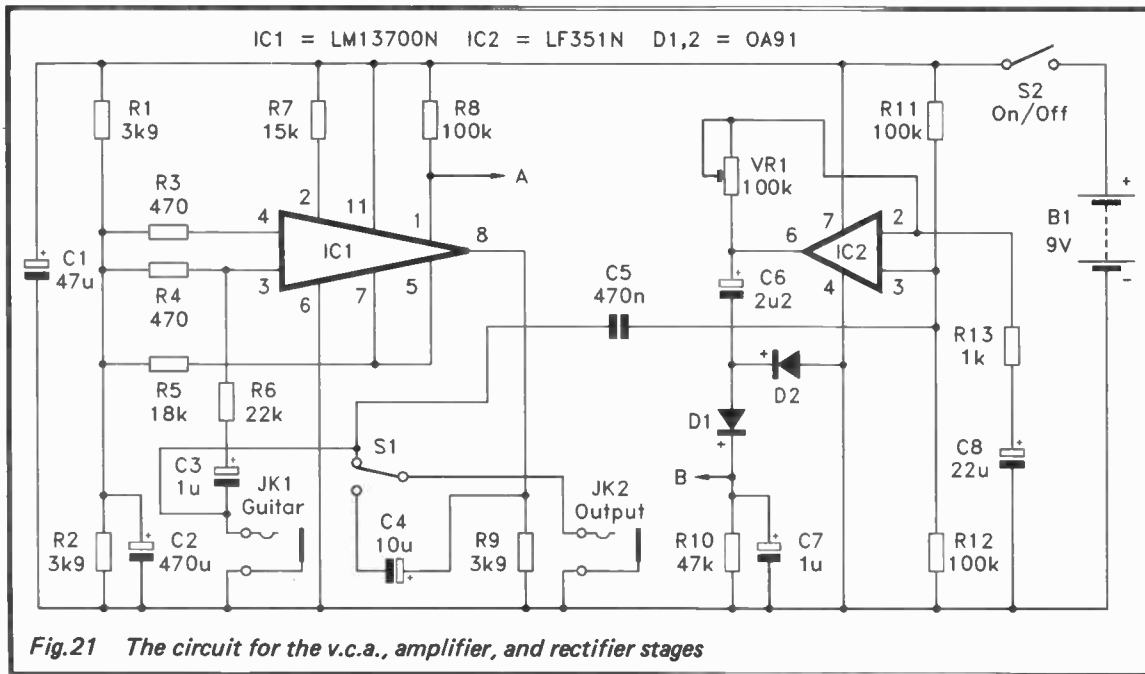 IC1 = LM13700N IC2 = LF351N D1,2 = OA91
R1
3k9
R7
15k
R8
100k
R11
100k
S2
On/Off
VR1
100k
A
R3
470
2
11
1
4
IC1
8
3
6
7
5
7
2
6
IC2
4
3
+
B1
9V
-
C1
47u
+
R4
470
C5
470n
+
C6
2u2
R13
1k
R5
18k
R6
22k
+
D2
D1
+
S1
C3
1u
+
JK1
Guitar
JK2
Output
B
C8
22u
+
R2
3k9
C2
470u
+
C4
10u
+
R9
3k9
R10
47k
C7
1u
+
R12
100k
Fig.21 The circuit for the v.c.a., amplifier, and rectifier stages